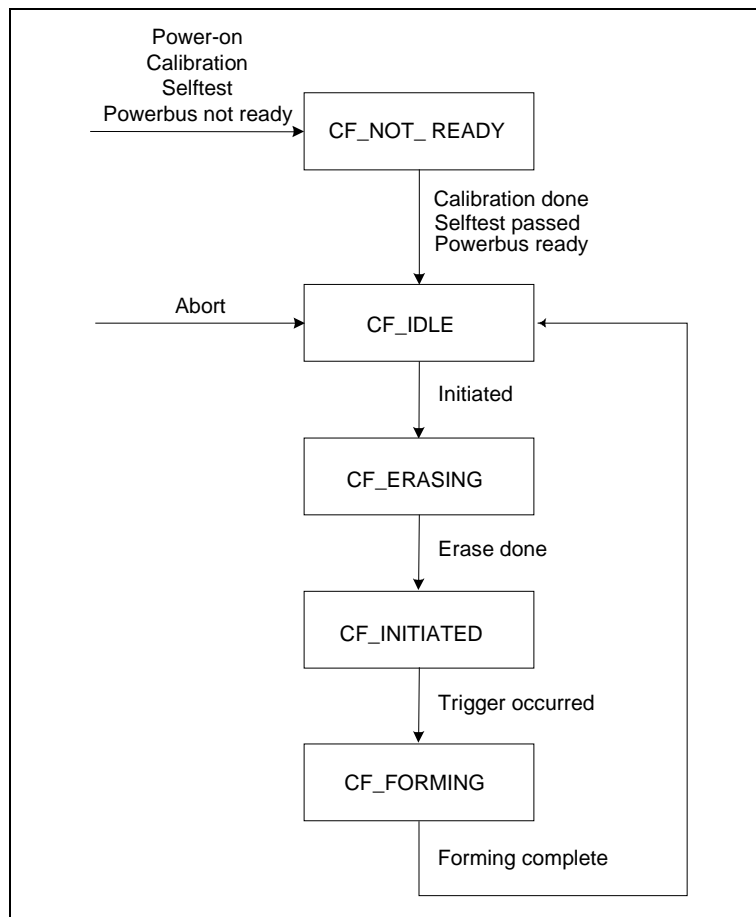 Power-on
Calibration
Selftest
Powerbus not ready
CF_NOT_ READY
Calibration done
Selftest passed
Powerbus ready
Abort
CF_IDLE
Initiated
CF_ERASING
Erase done
CF_INITIATED
Trigger occurred
CF_FORMING
Forming complete